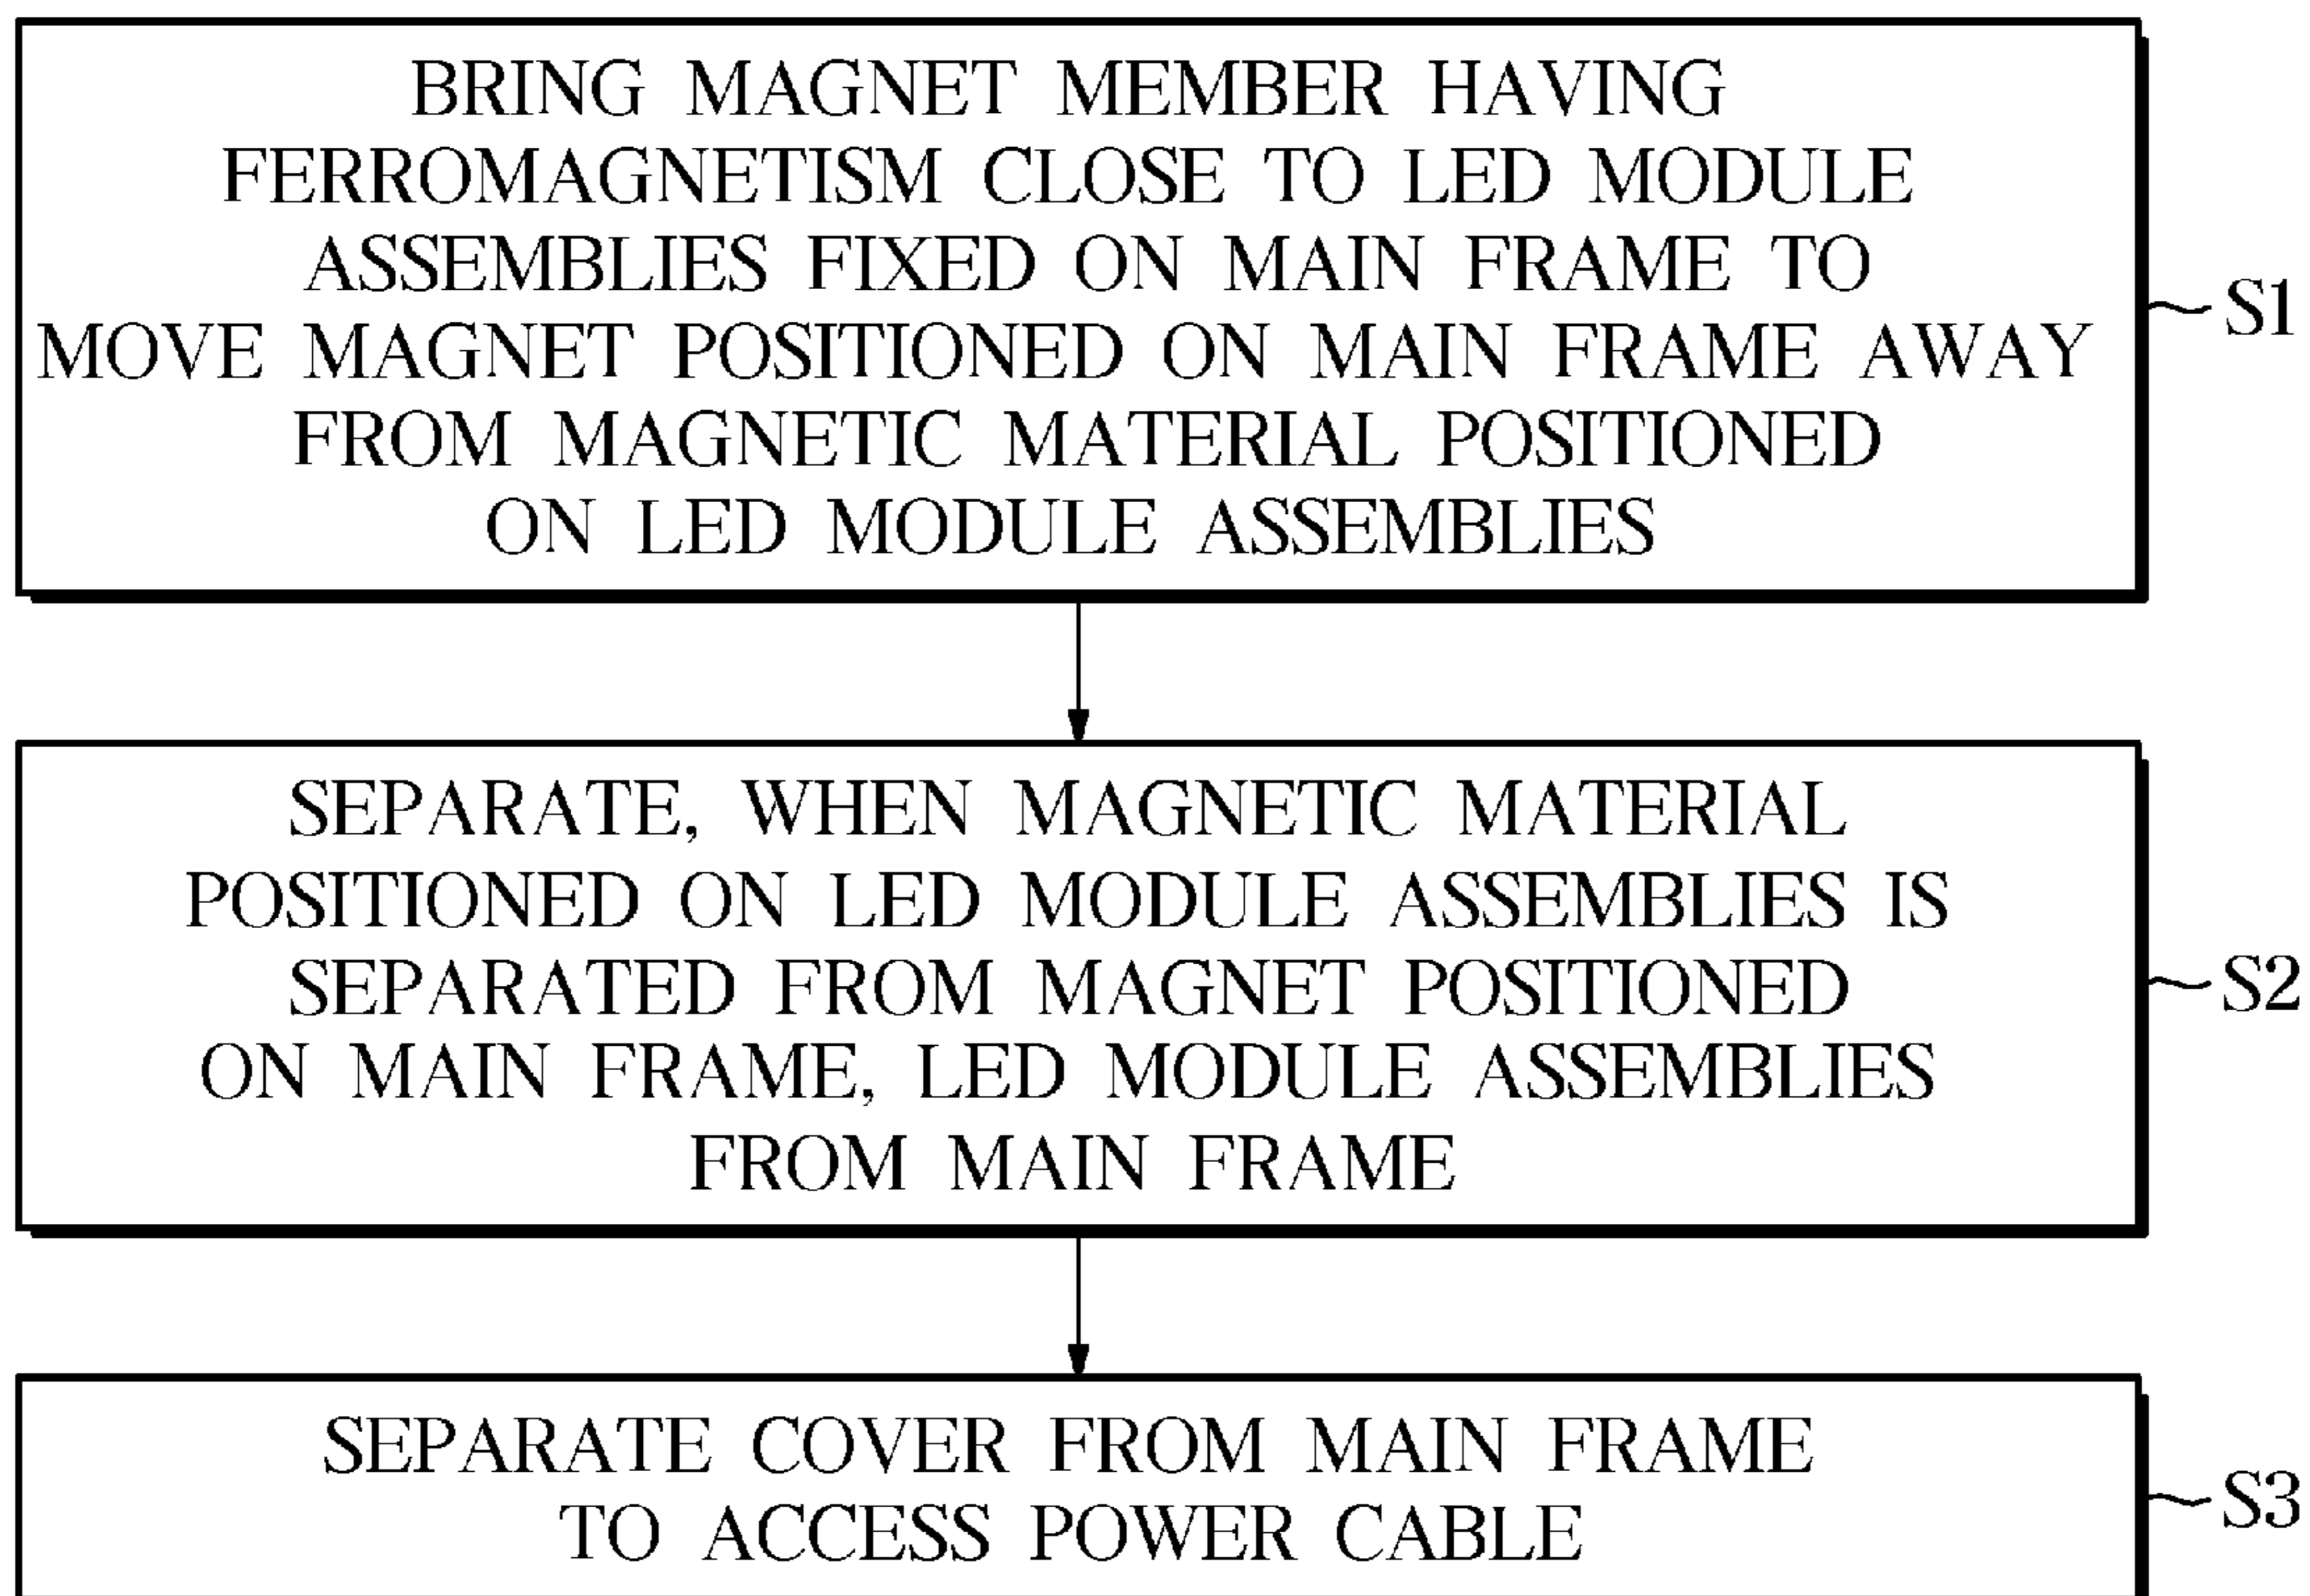 BRING MAGNET MEMBER HAVING
FERROMAGNETISM CLOSE TO LED MODULE
ASSEMBLIES FIXED ON MAIN FRAME TO
MOVE MAGNET POSITIONED ON MAIN FRAME AWAY
FROM MAGNETIC MATERIAL POSITIONED
ON LED MODULE ASSEMBLIES
S1
SEPARATE, WHEN MAGNETIC MATERIAL
POSITIONED ON LED MODULE ASSEMBLIES IS
SEPARATED FROM MAGNET POSITIONED
ON MAIN FRAME, LED MODULE ASSEMBLIES
FROM MAIN FRAME
S2
SEPARATE COVER FROM MAIN FRAME
TO ACCESS POWER CABLE
S3